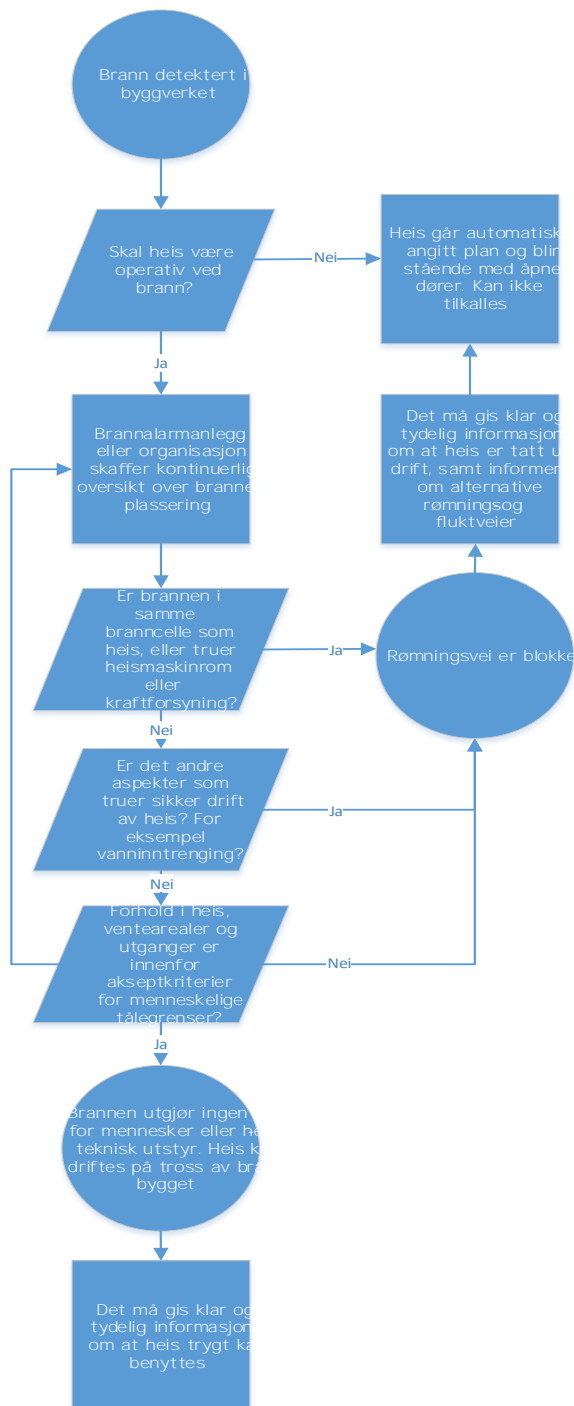 Brann detektert i
byggverket
Skal heis være
operativ ved
brann?
Nei
Heis går automatisk
angitt plan og blir
stående med åpne
dører. Kan ikke
tilkalles
Ja
Brannalarmanlegg
eller organisasjon
skaffer kontinuerlig
oversikt over branne
plassering
Det må gis klar og
tydelig informasjon
om at heis er tatt u
drift, samt informer
om alternative
rømningsog
fluktveier
Er brannen i
samme
branncelle som
heis, eller truer
heismaskinrom
eller
kraftforsyning?
Ja
Rømningsvei er blokke
Nei
Er det andre
aspekter som
truer sikker drift
av heis? For
eksempel
vanninntrenging?
Ja
Nei
Forhold i heis,
ventearealer og
utganger er
innenfor
akseptkriterier
for menneskelige
tålegrenser?
Nei
Ja
Brannen utgjør ingen
for mennesker eller he
teknisk utstyr. Heis k
driftes på tross av bra
bygget
Det må gis klar og
tydelig informasjon
om at heis trygt ka
benyttes